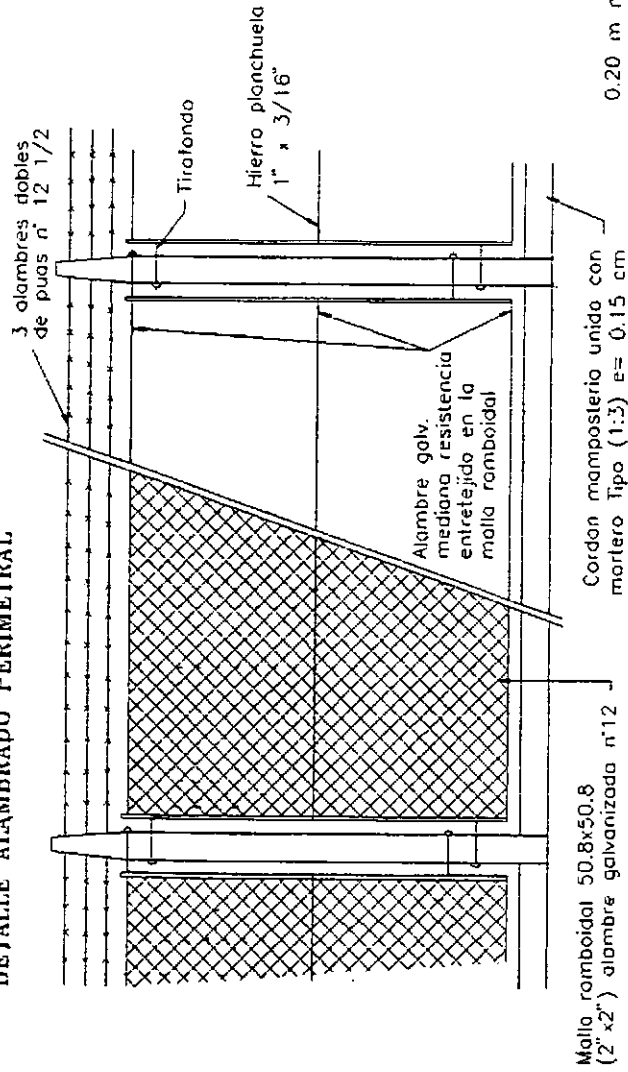 DETALLE ALAMBRADO PERIMETRAL
3 alambres dobles
de puas n° 12 1/2
Tirafondo
Hierro planchuela
1" x 3/16"
Alambre galv.
mediana resistencia
entretejido en la
malla romboidal
Malla romboidal 50.8x50.8
(2"x2") alambre galvanizado n°12
Cordon mamposteria unido con
mortero Tipo (1:3) e= 0.15 cm
0.20 m